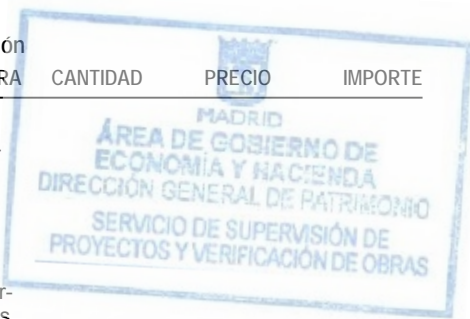 ón
RA CANTIDAD PRECIO IMPORTE
MADRID
ÁREA DE GOBIERNO DE
ECONOMÍA Y HACIENDA
DIRECCIÓN GENERAL DE PATRIMONIO
SERVICIO DE SUPERVISIÓN DE
PROYECTOS Y VERIFICACIÓN DE OBRAS
r-
s